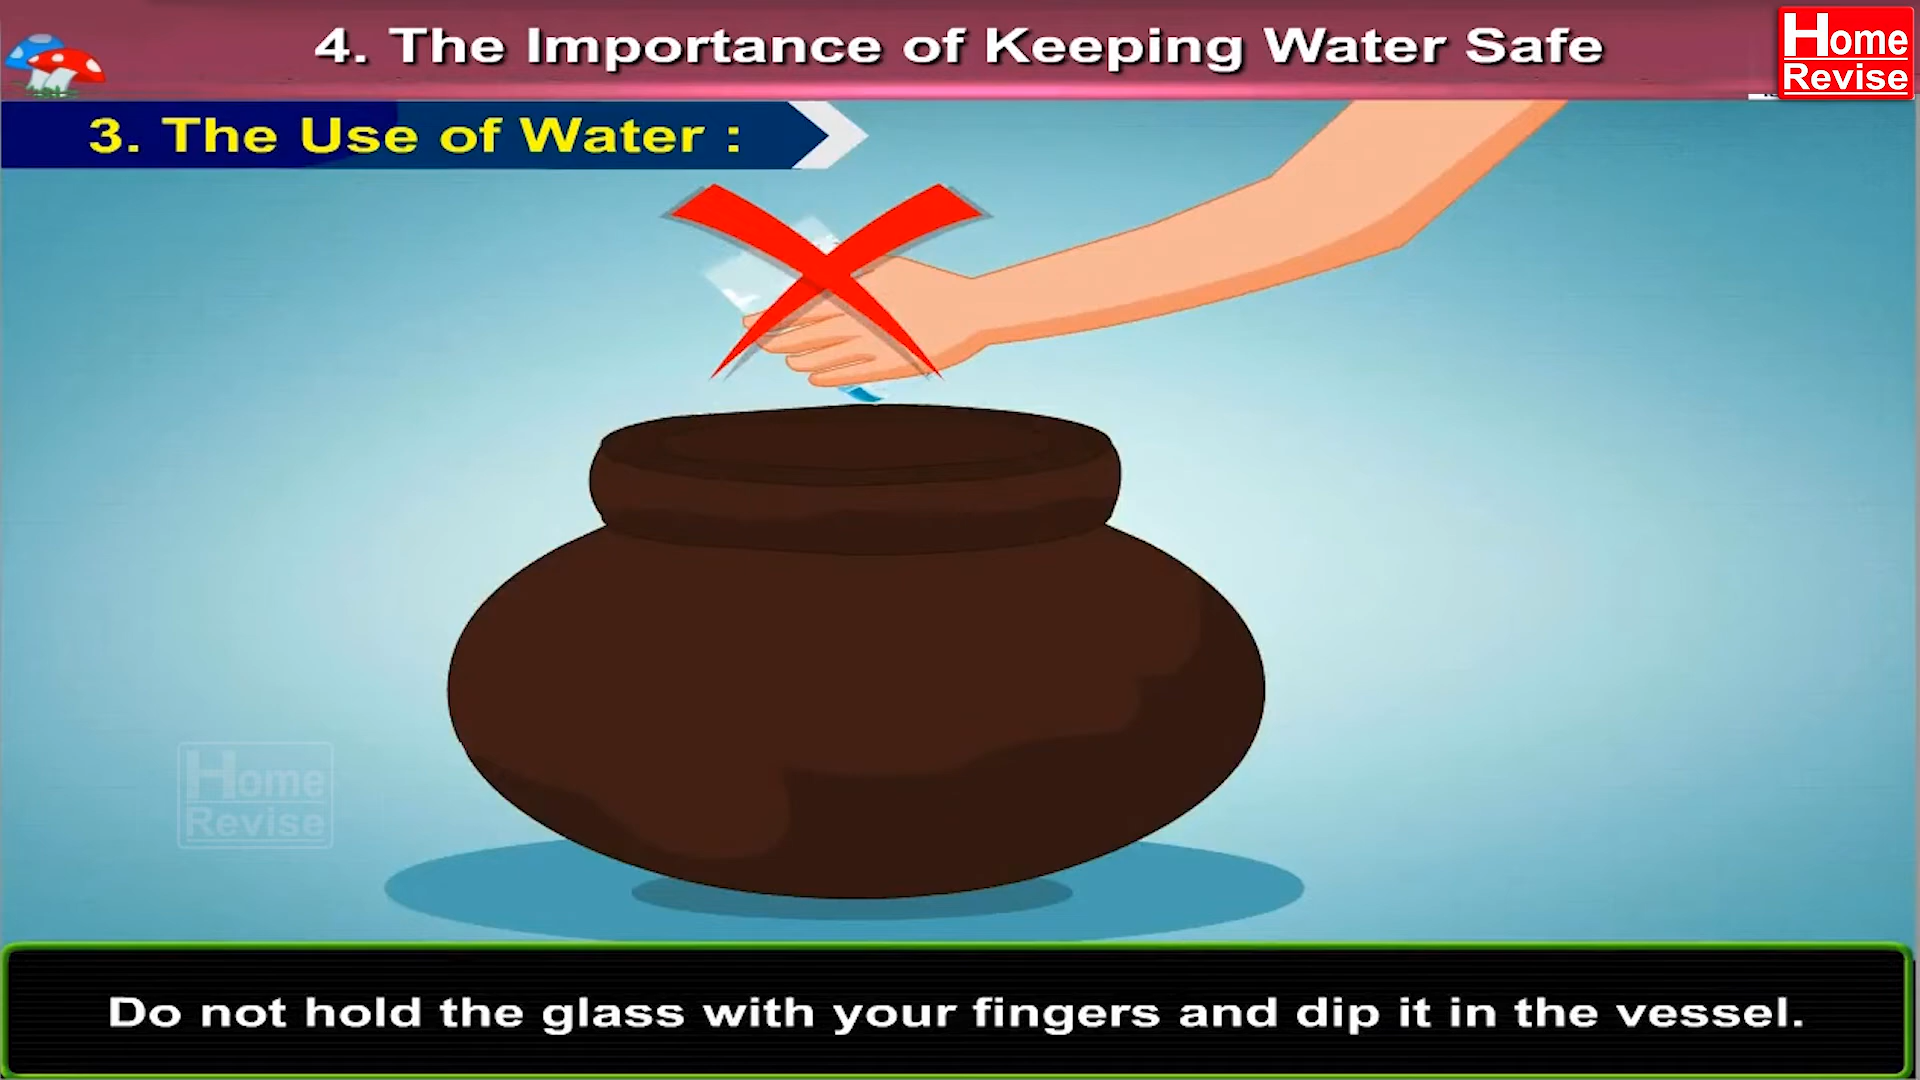 4. The Importance of Keeping Water Safe
Home
Revise
3. The Use of Water :
Home
Revise
Do not hold the glass with your fingers and dip it in the vessel.